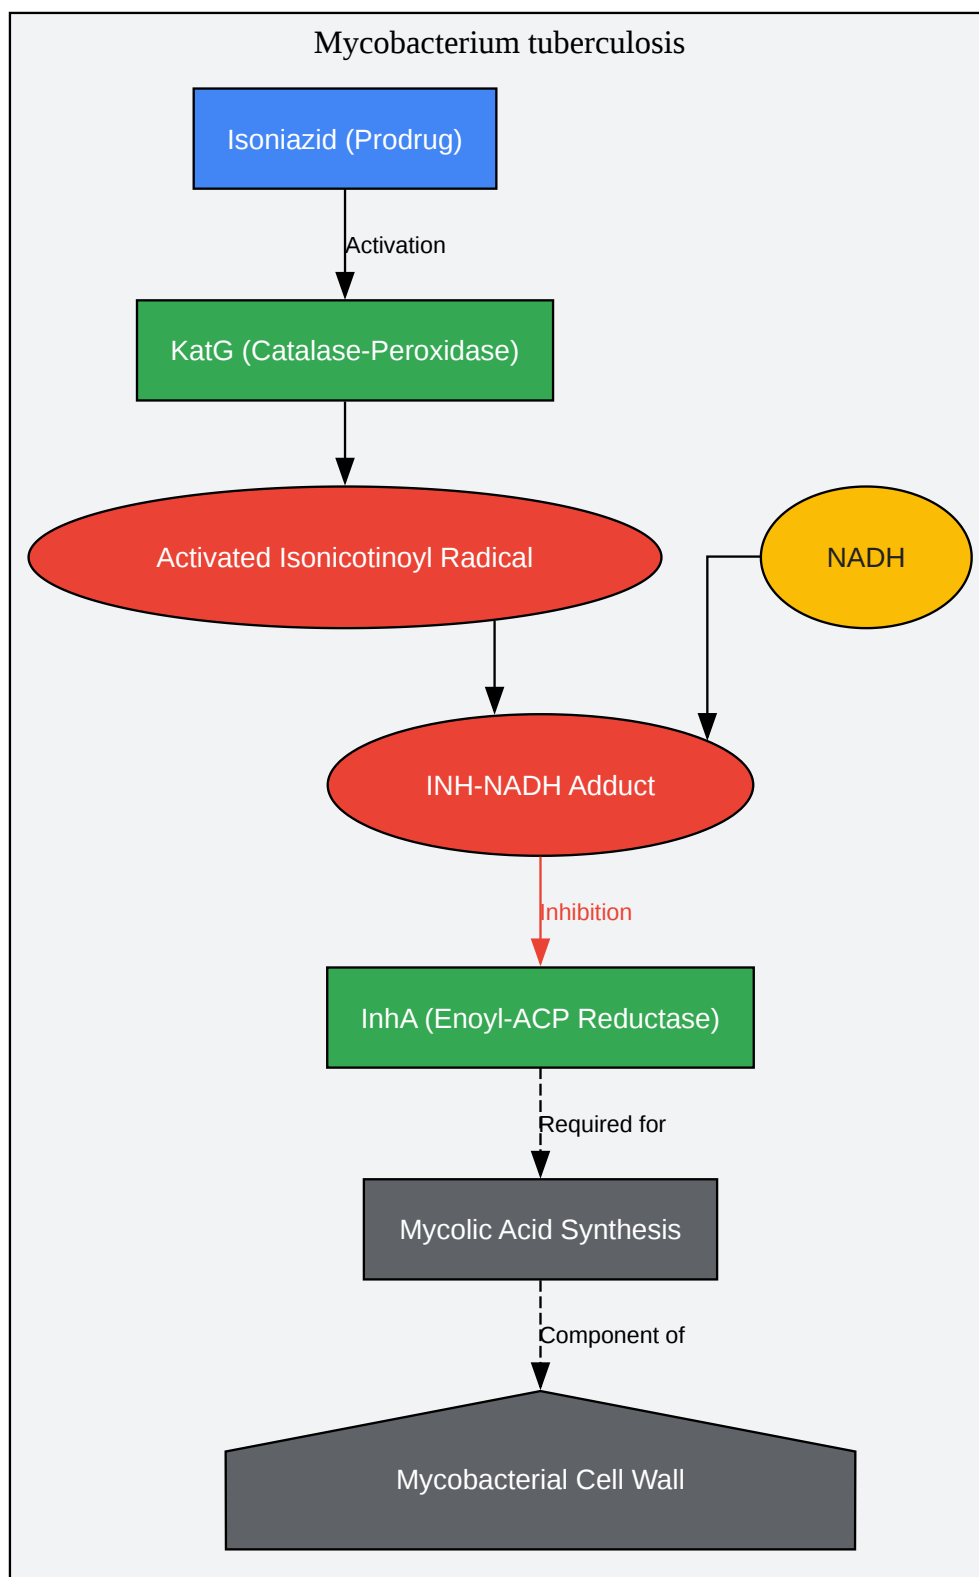 Mycobacterium tuberculosis
Isoniazid (Prodrug)
Activation
KatG (Catalase-Peroxidase)
Activated Isonicotinoyl Radical
NADH
INH-NADH Adduct
Inhibition
InhA (Enoyl-ACP Reductase)
Required for
Mycolic Acid Synthesis
Component of
Mycobacterial Cell Wall